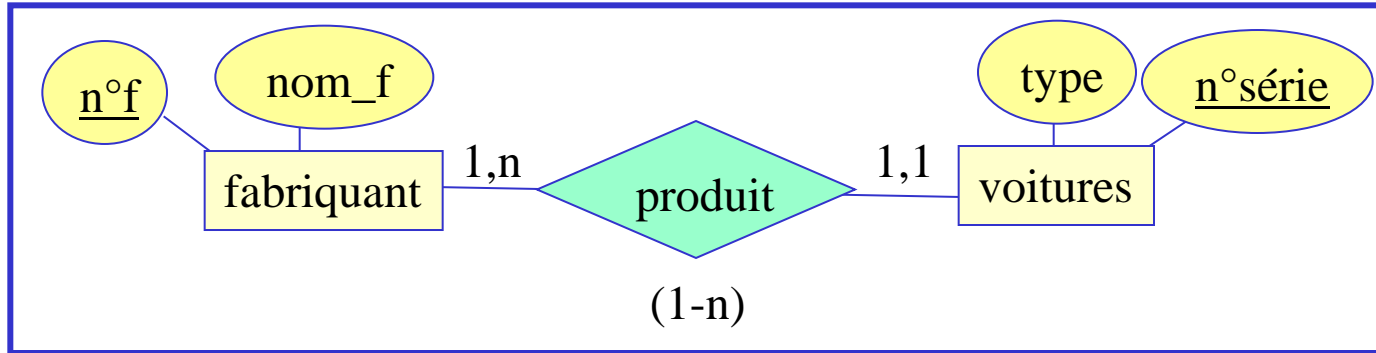 n°f
nom_f
type
n°série
fabriquant
1,n
produit
1,1
voitures
(1-n)